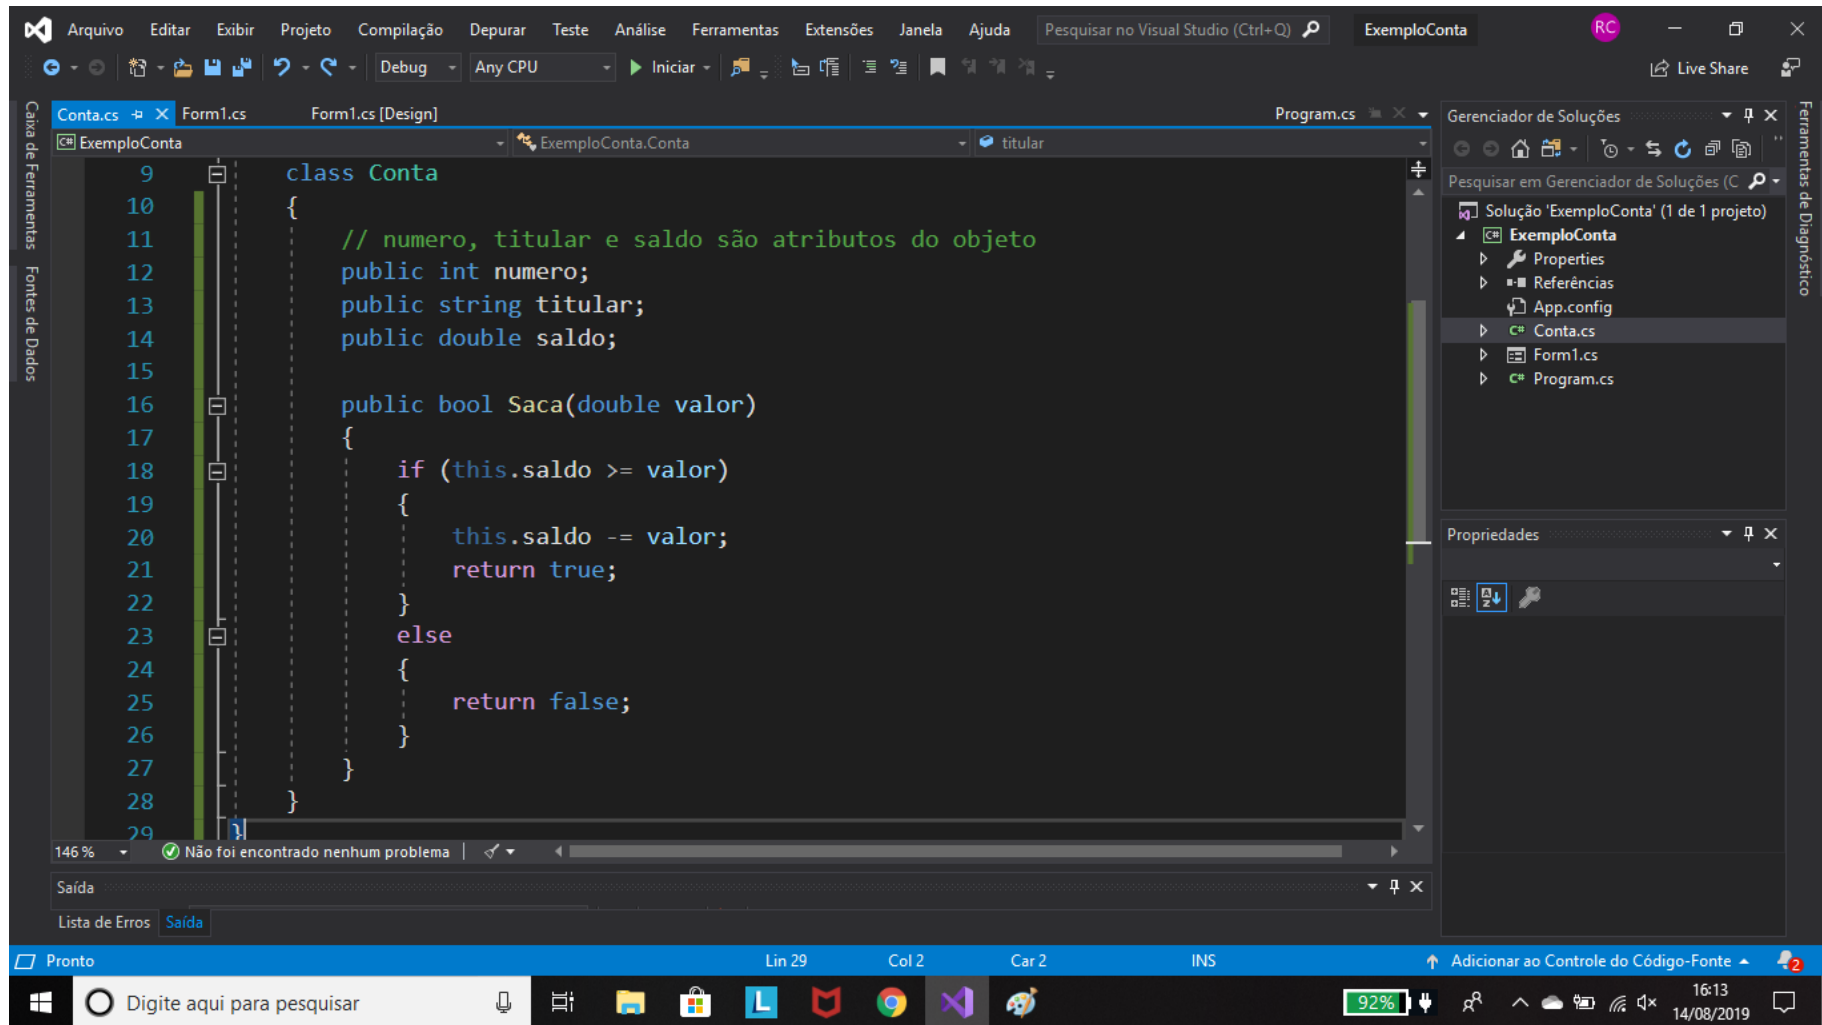 Arquivo Editar Exibir Projeto Compilação Depurar Teste Análise Ferramentas Extensões Janela Ajuda Pesquisar no Visual Studio (Ctrl+Q) ExemploConta RC
Debug Any CPU Iniciar Live Share
Caixa de Ferramentas
Fontes de Dados
Conta.cs Form1.cs Form1.cs [Design] Program.cs
C# ExemploConta ExemploConta.Conta titular
9 class Conta
10 {
11 // numero, titular e saldo são atributos do objeto
12 public int numero;
13 public string titular;
14 public double saldo;
15
16 public bool Saca(double valor)
17 {
18 if (this.saldo >= valor)
19 {
20 this.saldo -= valor;
21 return true;
22 }
23 else
24 {
25 return false;
26 }
27 }
28 }
29 }
146 % Não foi encontrado nenhum problema
Saída
Lista de Erros Saída
Gerenciador de Soluções
Pesquisar em Gerenciador de Soluções (C
Solução 'ExemploConta' (1 de 1 projeto)
C# ExemploConta
Properties
Referências
App.config
C# Conta.cs
Form1.cs
C# Program.cs
Propriedades
Ferramentas de Diagnóstico
Pronto Lin 29 Col 2 Car 2 INS Adicionar ao Controle do Código-Fonte 2
Digite aqui para pesquisar L 92% 16:13
14/08/2019